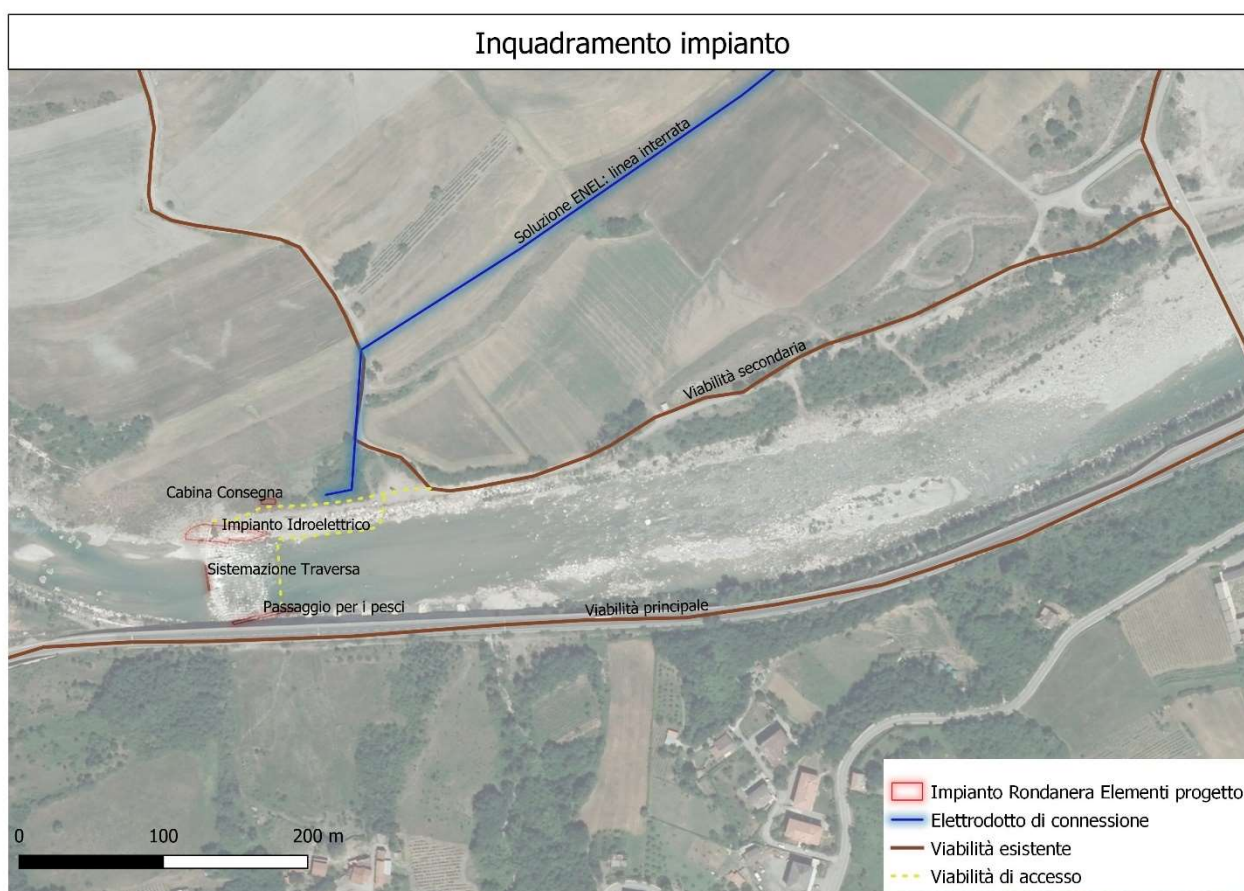 Inquadramento impianto
Soluzione ENEL: linea interrata
Viabilità secondaria
Cabina Consegna
Impianto Idroelettrico
Sistemazione Traversa
Passaggio per i pesci
Viabilità principale
Impianto Rondanera Elementi progetto
Elettrodotto di connessione
Viabilità esistente
Viabilità di accesso
0 100 200 m